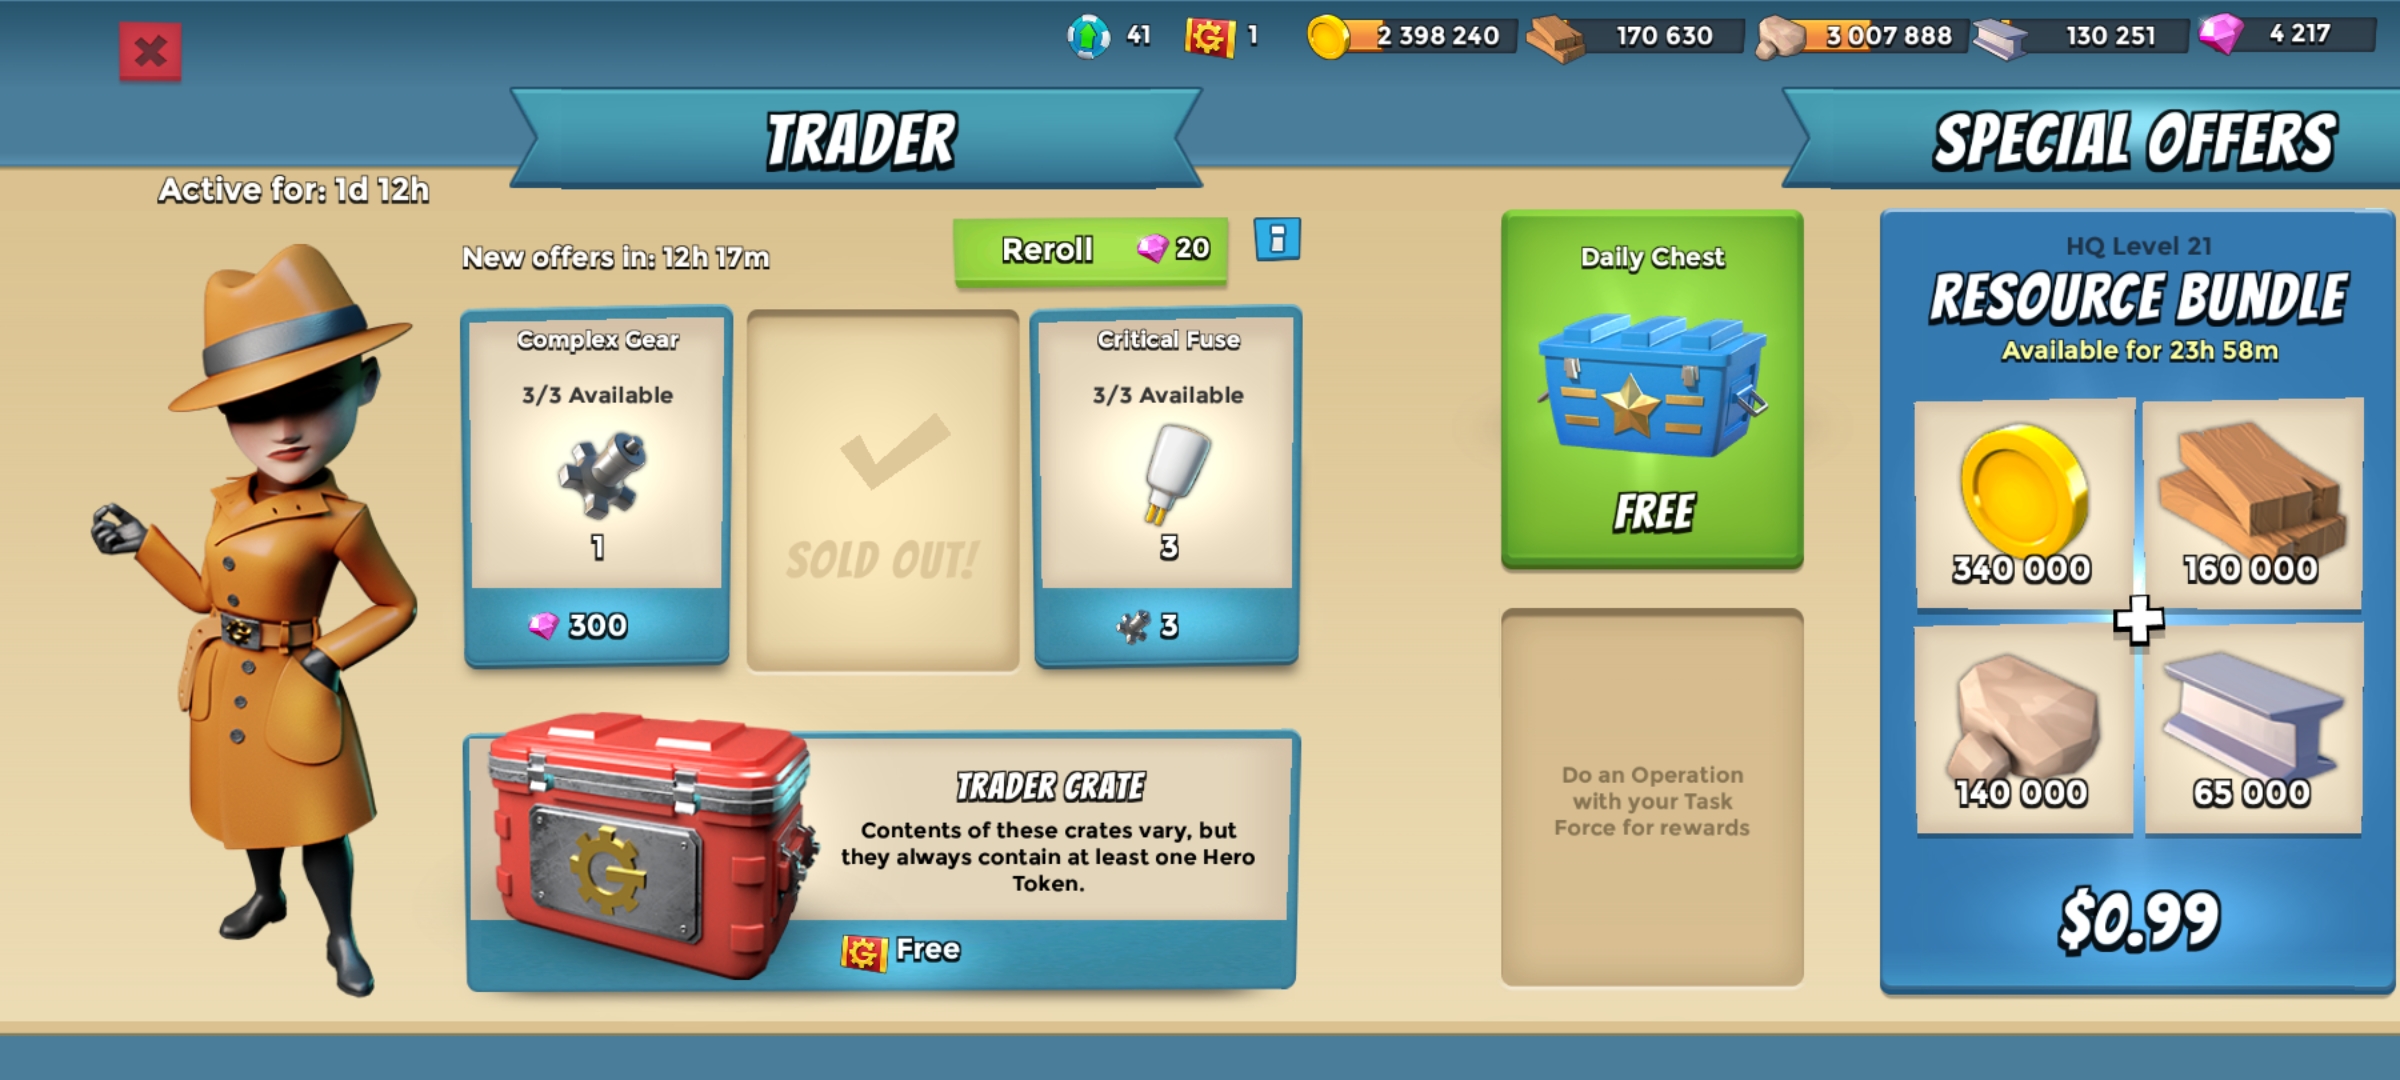 41
1
2 398 240
170 630
3 007 888
130 251
4 217
TRADER
SPECIAL OFFERS
Active for: 1d 12h
New offers in: 12h 17m
Reroll 20
i
Complex Gear
3/3 Available
1
300
SOLD OUT!
Critical Fuse
3/3 Available
3
3
TRADER CRATE
Contents of these crates vary, but
they always contain at least one Hero
Token.
Free
Daily Chest
FREE
Do an Operation
with your Task
Force for rewards
HQ Level 21
RESOURCE BUNDLE
Available for 23h 58m
340 000
160 000
140 000
65 000
$0.99